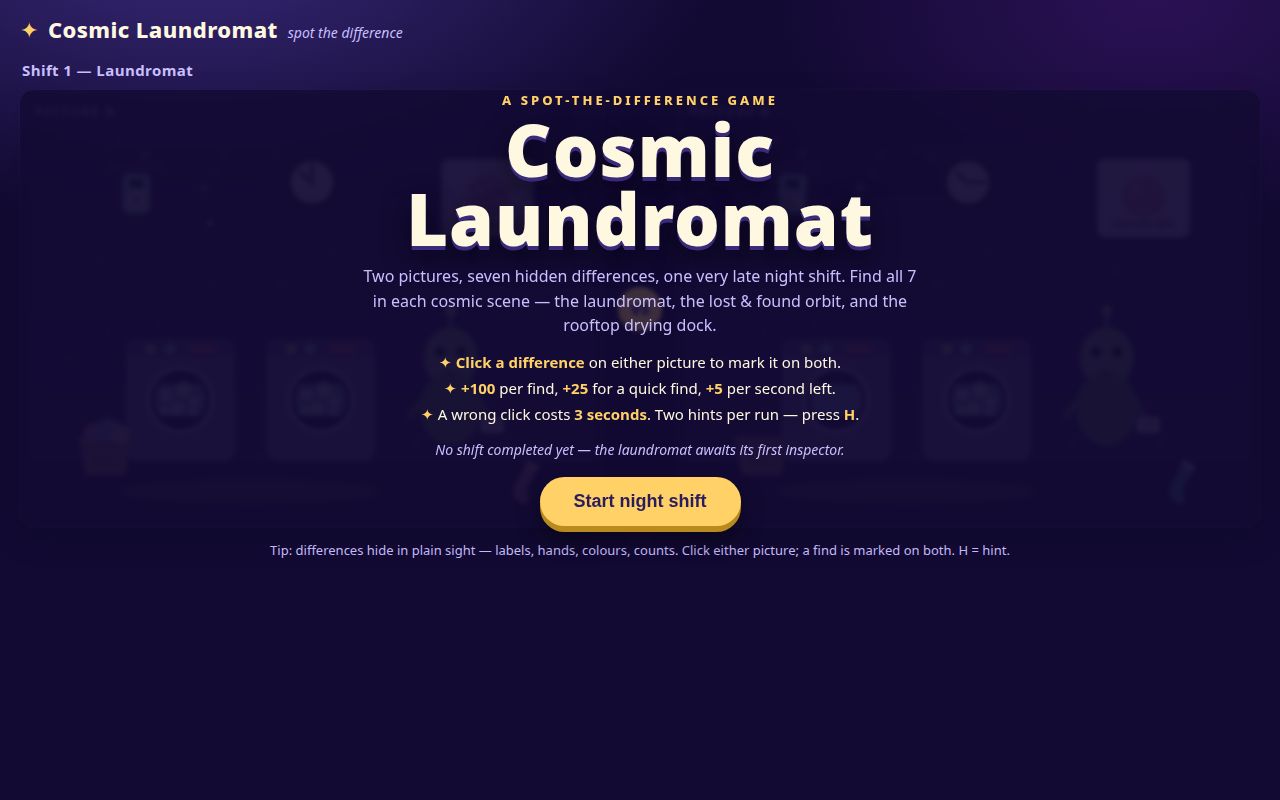 ✦ Cosmic Laundromat spot the difference
Shift 1 — Laundromat
A SPOT-THE-DIFFERENCE GAME
Cosmic
Laundromat
Two pictures, seven hidden differences, one very late night shift. Find all 7
in each cosmic scene — the laundromat, the lost & found orbit, and the
rooftop drying dock.
✦ Click a difference on either picture to mark it on both.
✦ +100 per find, +25 for a quick find, +5 per second left.
✦ A wrong click costs 3 seconds. Two hints per run — press H.
No shift completed yet — the laundromat awaits its first inspector.
Start night shift
Tip: differences hide in plain sight — labels, hands, colours, counts. Click either picture; a find is marked on both. H = hint.